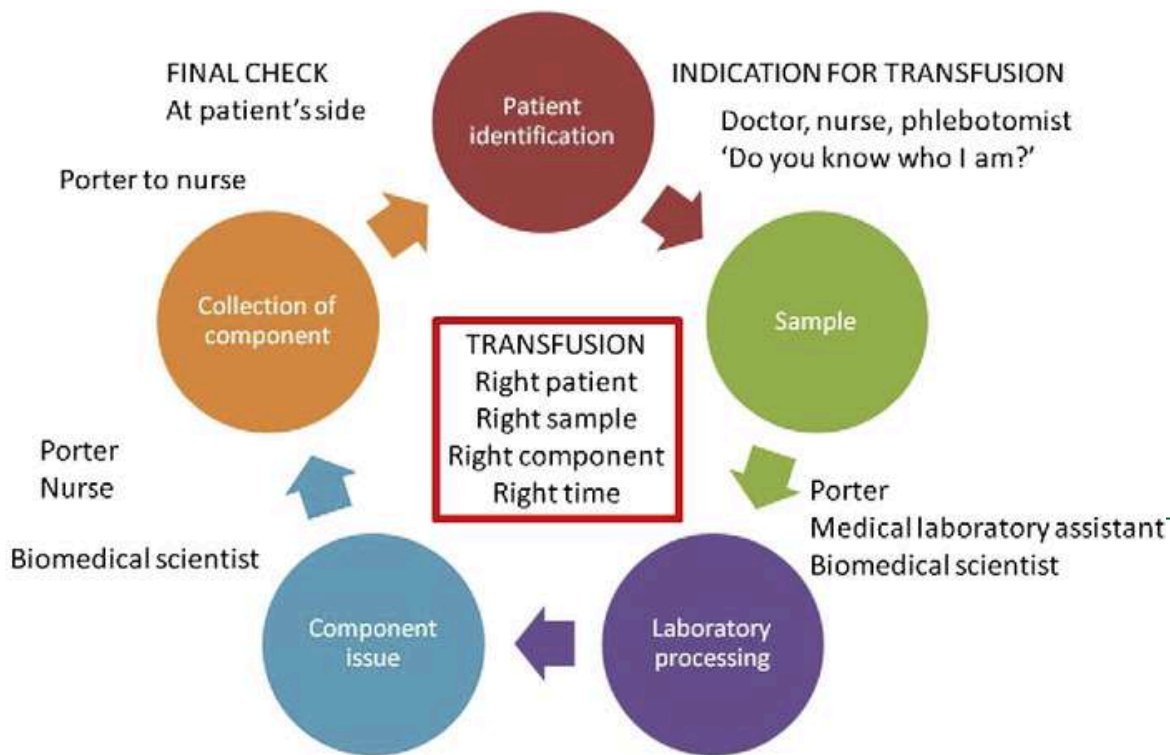 FINAL CHECK
At patient's side
Patient
identification
INDICATION FOR TRANSFUSION
Doctor, nurse, phlebotomist
'Do you know who I am?'
Porter to nurse
Collection of
component
Sample
TRANSFUSION
Right patient
Right sample
Right component
Right time
Porter
Nurse
Biomedical scientist
Porter
Medical laboratory assistant
Biomedical scientist
Component
issue
Laboratory
processing